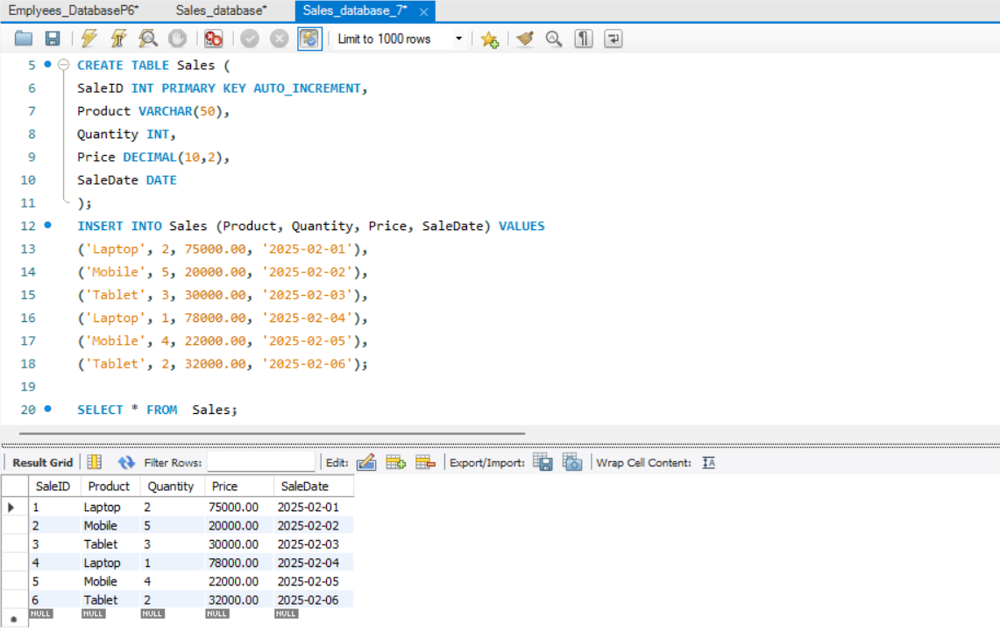 Emplyees_DatabaseP6* Sales_database* Sales_database_7* ×
Limit to 1000 rows
5 CREATE TABLE Sales (
6 SaleID INT PRIMARY KEY AUTO_INCREMENT,
7 Product VARCHAR(50),
8 Quantity INT,
9 Price DECIMAL(10,2),
10 SaleDate DATE
11 );
12 INSERT INTO Sales (Product, Quantity, Price, SaleDate) VALUES
13 ('Laptop', 2, 75000.00, '2025-02-01'),
14 ('Mobile', 5, 20000.00, '2025-02-02'),
15 ('Tablet', 3, 30000.00, '2025-02-03'),
16 ('Laptop', 1, 78000.00, '2025-02-04'),
17 ('Mobile', 4, 22000.00, '2025-02-05'),
18 ('Tablet', 2, 32000.00, '2025-02-06');
19
20 SELECT * FROM  Sales;
Result Grid Filter Rows: Edit: Export/Import: Wrap Cell Content:
SaleID Product Quantity Price SaleDate
1 Laptop 2 75000.00 2025-02-01
2 Mobile 5 20000.00 2025-02-02
3 Tablet 3 30000.00 2025-02-03
4 Laptop 1 78000.00 2025-02-04
5 Mobile 4 22000.00 2025-02-05
6 Tablet 2 32000.00 2025-02-06
NULL NULL NULL NULL NULL